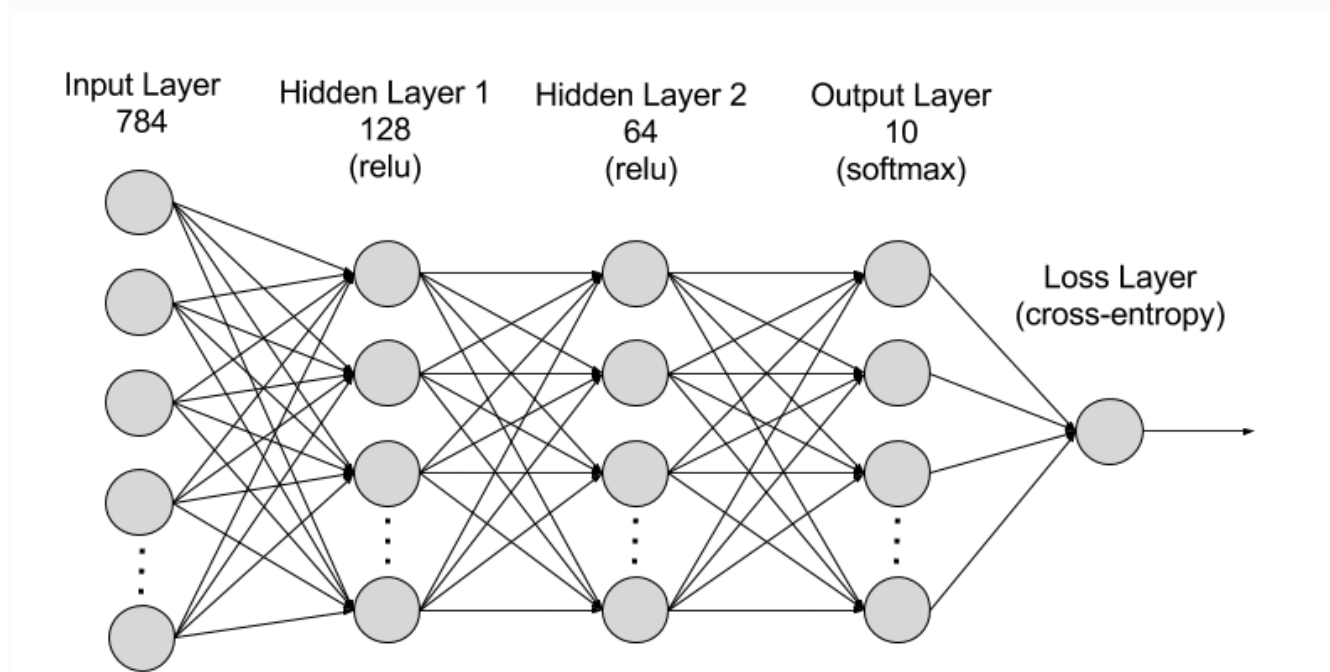 Input Layer
784
Hidden Layer 1
128
(relu)
Hidden Layer 2
64
(relu)
Output Layer
10
(softmax)
Loss Layer
(cross-entropy)